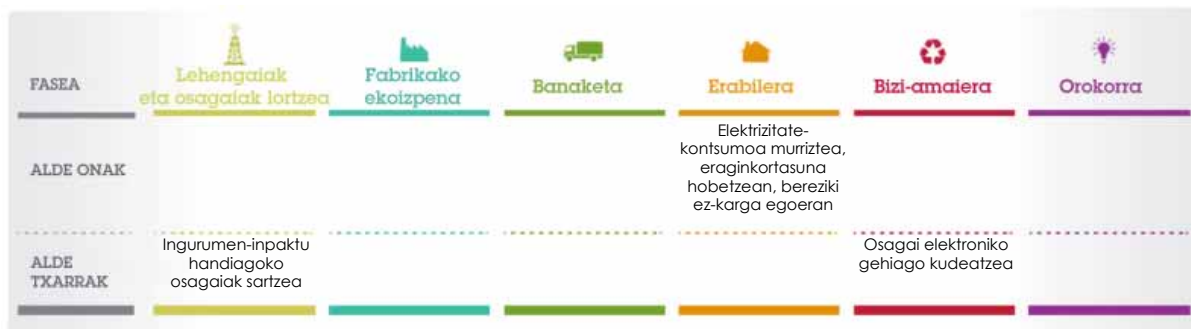 FASEA
Lehengaiak
eta osagaiak lortzea
Fabrikako
ekoizpena
Banaketa
Erabilera
Bizi-amaiera
Orokorra
ALDE ONAK
Elektrizitate-
kontsumoa murriztea,
eraginkortasuna
hobetzean, bereziki
ez-karga egoeran
ALDE
TXARRAK
Ingurumen-inpaktu
handiagoko
osagaiak sartzea
Osagai elektroniko
gehiago kudeatzea